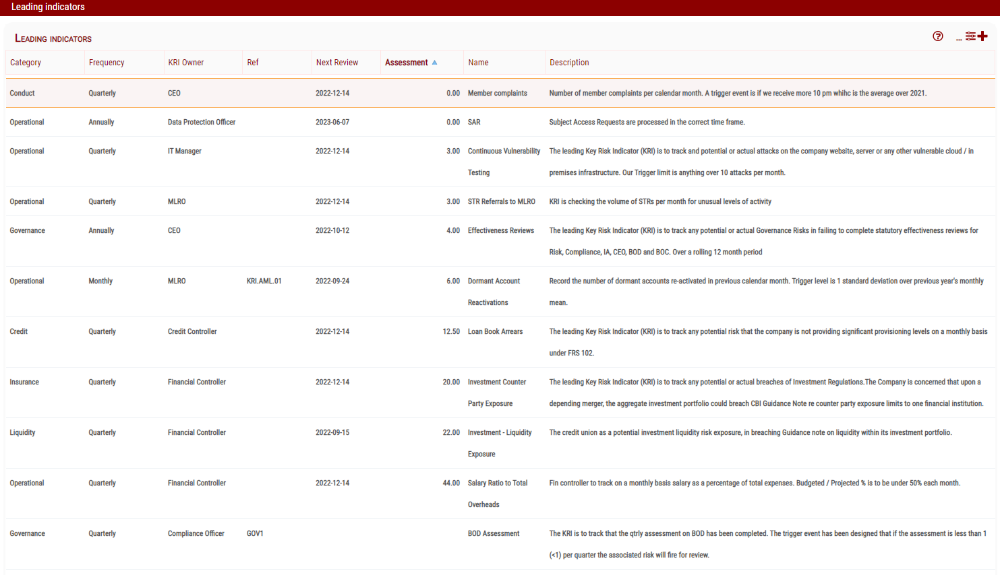 Leading indicators
Leading indicators
...
Category Frequency KRI Owner Ref Next Review Assessment Name Description
Conduct Quarterly CEO 2022-12-14 0.00 Member complaints Number of member complaints per calendar month. A trigger event is if we receive more 10 pm whihc is the average over 2021.
Operational Annually Data Protection Officer 2023-06-07 0.00 SAR Subject Access Requests are processed in the correct time frame.
Operational Quarterly IT Manager 2022-12-14 3.00 Continuous Vulnerability The leading Key Risk Indicator (KRI) is to track and potential or actual attacks on the company website, server or any other vulnerable cloud / in
Testing premises infrastructure. Our Trigger limit is anything over 10 attacks per month.
Operational Quarterly MLRO 2022-12-14 3.00 STR Referrals to MLRO KRI is checking the volume of STRs per month for unusual levels of activity
Governance Annually CEO 2022-10-12 4.00 Effectiveness Reviews The leading Key Risk Indicator (KRI) is to track any potential or actual Governance Risks in failing to complete statutory effectiveness reviews for
Risk, Compliance, IA, CEO, BOD and BOC. Over a rolling 12 month period
Operational Monthly MLRO KRI.AML.01 2022-09-24 6.00 Dormant Account Record the number of dormant accounts re-activated in previous calendar month. Trigger level is 1 standard deviation over previous year's monthly
Reactivations mean.
Credit Quarterly Credit Controller 2022-12-14 12.50 Loan Book Arrears The leading Key Risk Indicator (KRI) is to track any potential risk that the company is not providing significant provisioning levels on a monthly basis
under FRS 102.
Insurance Quarterly Financial Controller 2022-12-14 20.00 Investment Counter The leading Key Risk Indicator (KRI) is to track any potential or actual breaches of Investment Regulations.The Company is concerned that upon a
Party Exposure depending merger, the aggregate investment portfolio could breach CBI Guidance Note re counter party exposure limits to one financial institution.
Liquidity Quarterly Financial Controller 2022-09-15 22.00 Investment - Liquidity The credit union as a potential investment liquidity risk exposure, in breaching Guidance note on liquidity within its investment portfolio.
Exposure
Operational Quarterly Financial Controller 2022-12-14 44.00 Salary Ratio to Total Fin controller to track on a monthly basis salary as a percentage of total expenses. Budgeted / Projected % is to be under 50% each month.
Overheads
Governance Quarterly Compliance Officer GOV1 BOD Assessment The KRI is to track that the qtrly assessment on BOD has been completed. The trigger event has been designed that if the assessment is less than 1
(<1) per quarter the associated risk will fire for review.